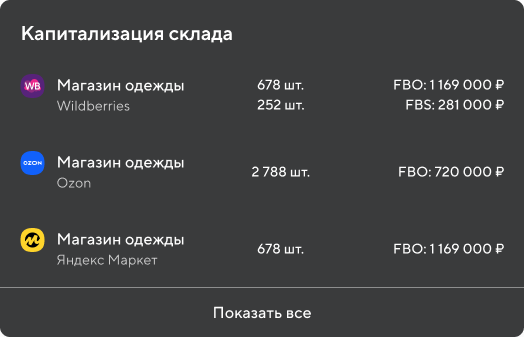 Капитализация склада
WB Магазин одежды 678 шт. FBO: 1 169 000 ₽
Wildberries 252 шт. FBS: 281 000 ₽
OZON Магазин одежды
2 788 шт. FBO: 720 000 ₽
Ozon
Магазин одежды
678 шт. FBO: 1 169 000 ₽
Яндекс Маркет
Показать все